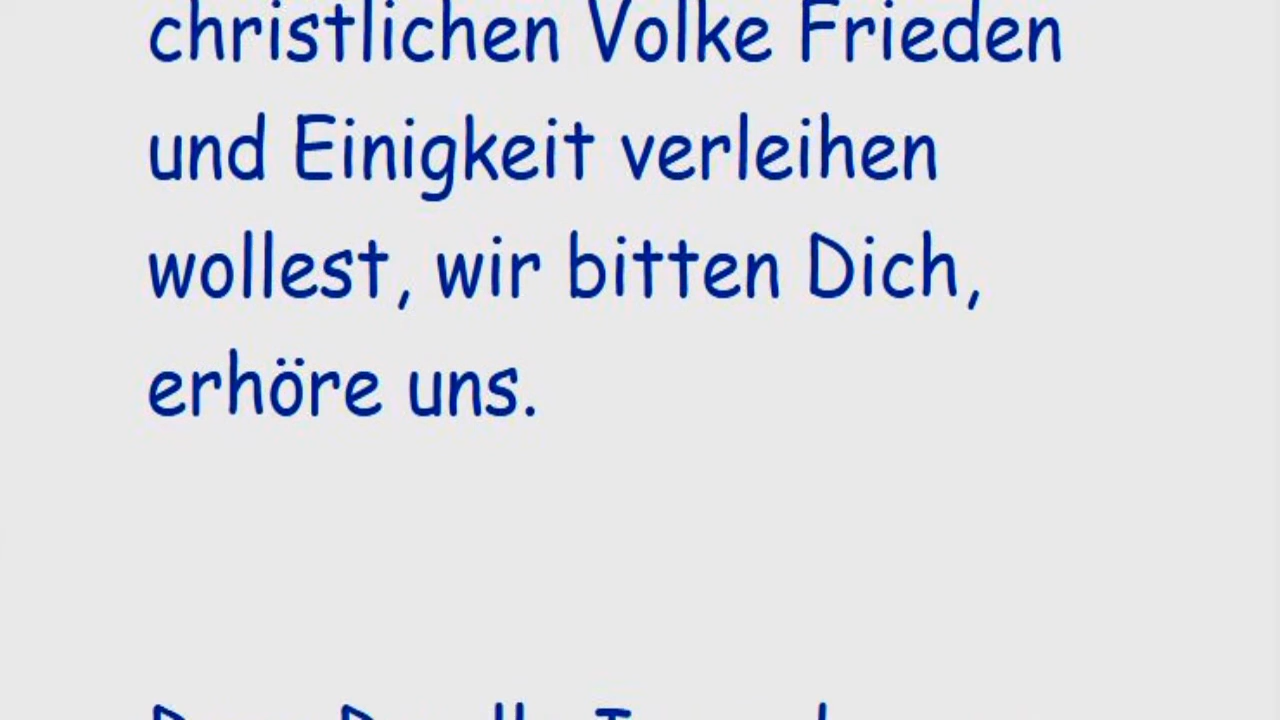 christlichen Volke Frieden
und Einigkeit verleihen
wollest, wir bitten Dich,
erhöre uns.